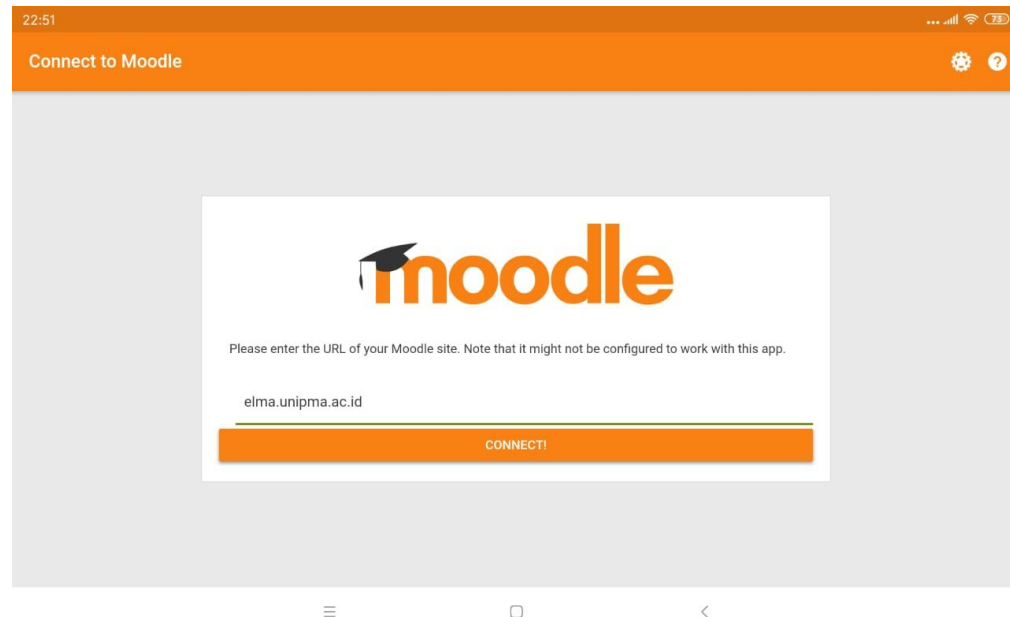 22:51
73
Connect to Moodle
?
moodle
Please enter the URL of your Moodle site. Note that it might not be configured to work with this app.
elma.unipma.ac.id
CONNECT!